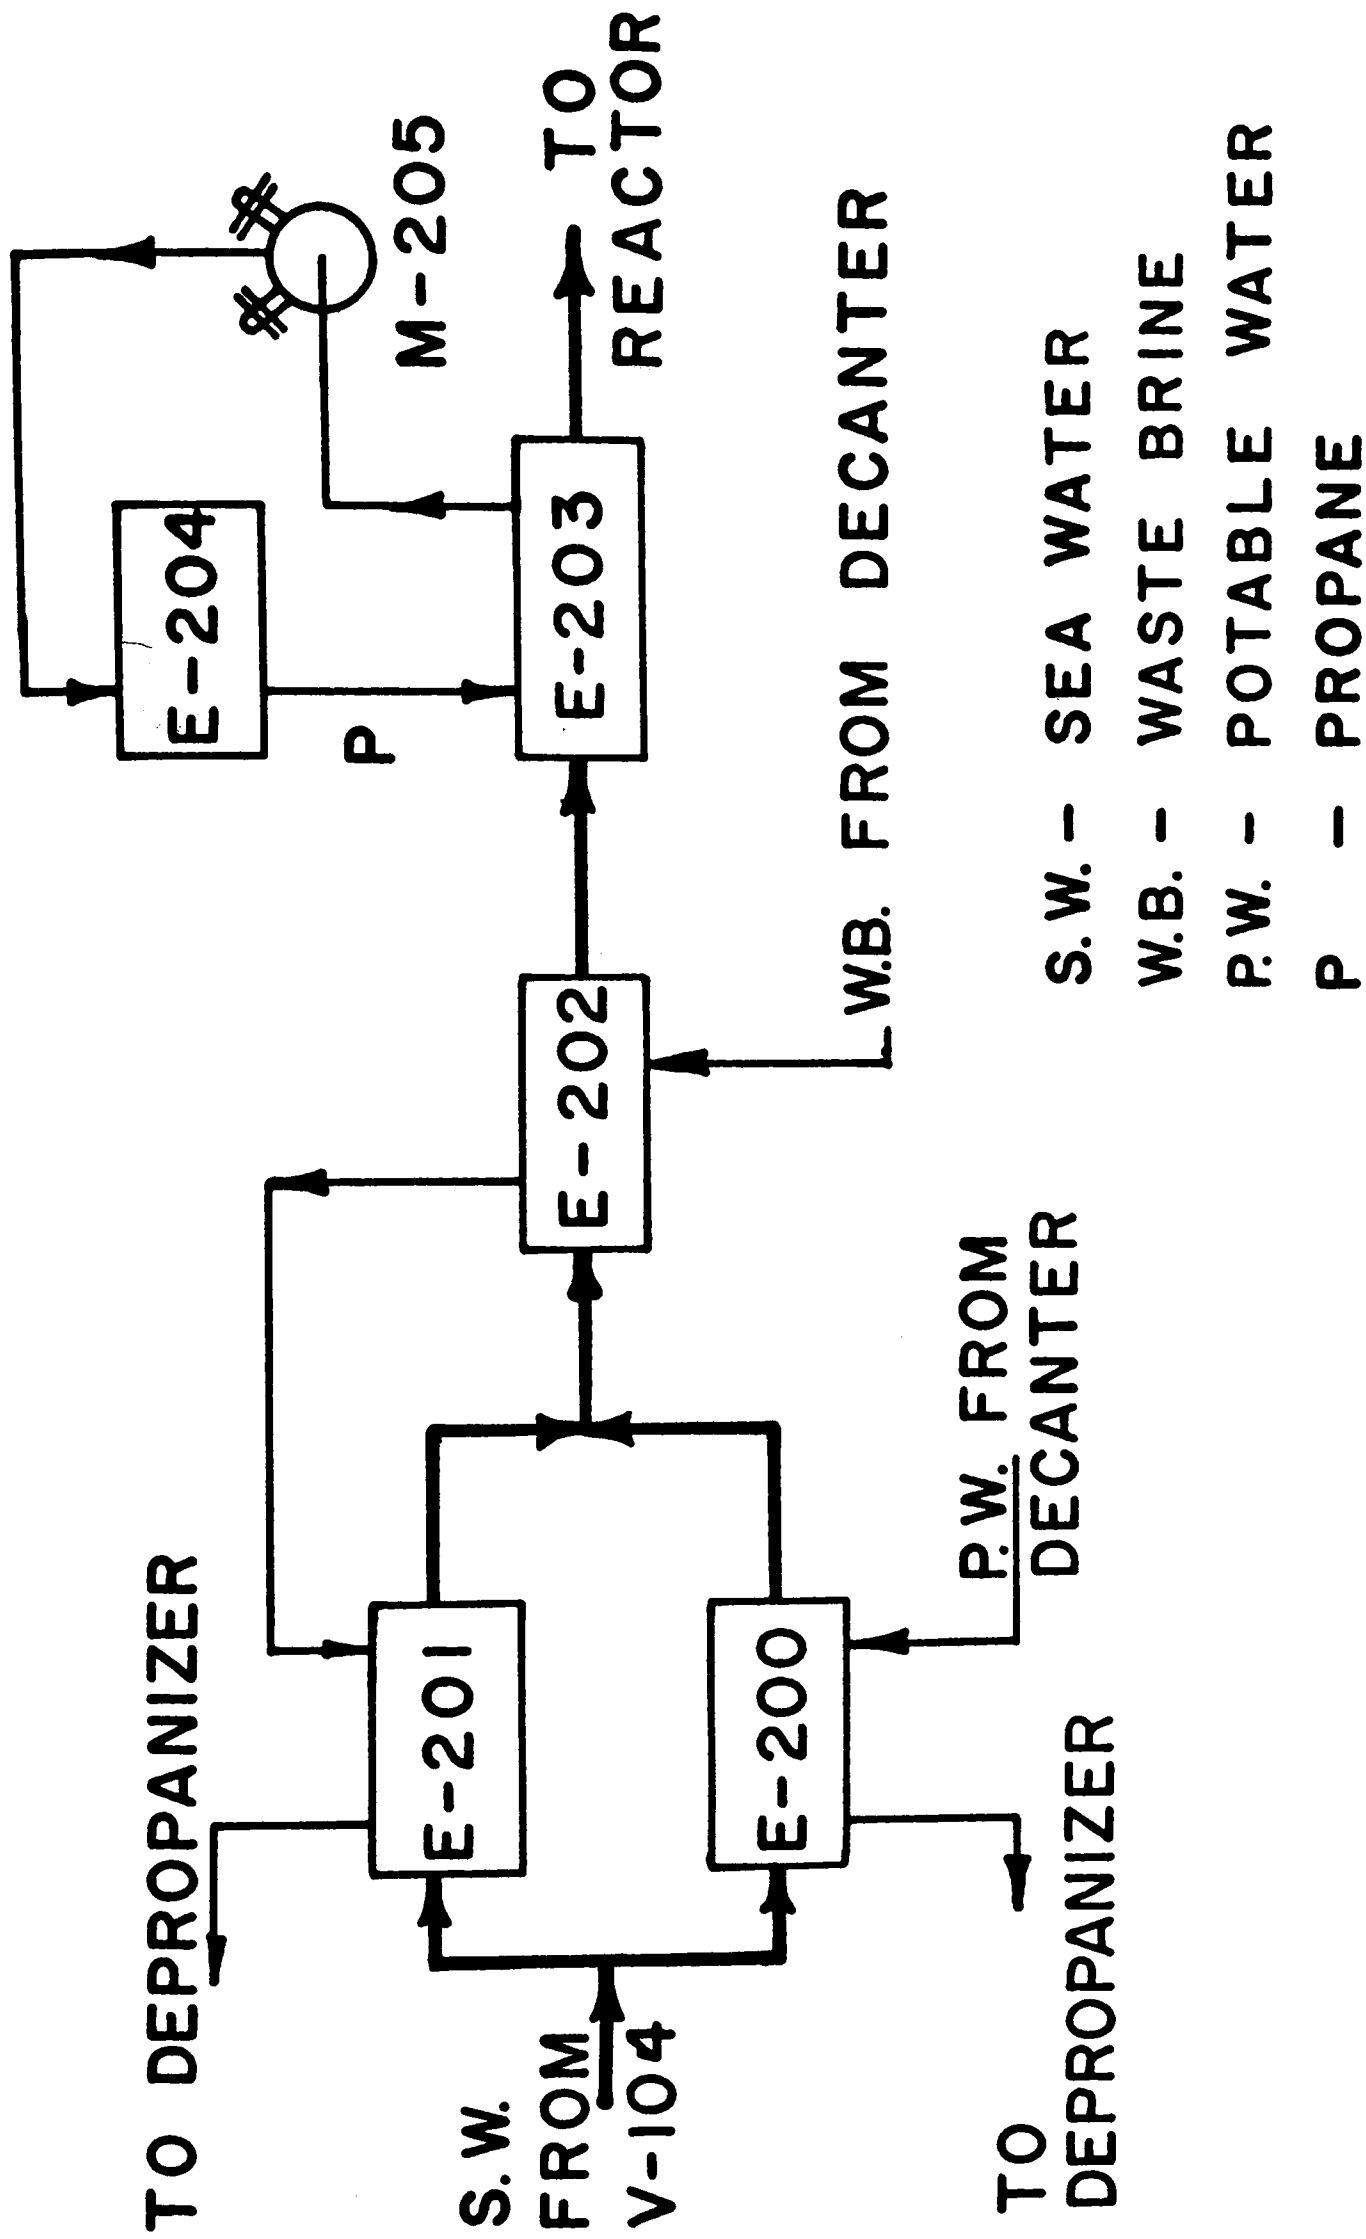 TO DEPROPANIZER
E-204
M-205
P
E-201
E-202
E-203
TO
REACTOR
S.W.
FROM
V-104
E-200
W.B. FROM DECANTER
P.W. FROM
DECANTER
TO
DEPROPANIZER
S.W. - SEA WATER
W.B. - WASTE BRINE
P.W. - POTABLE WATER
P - PROPANE